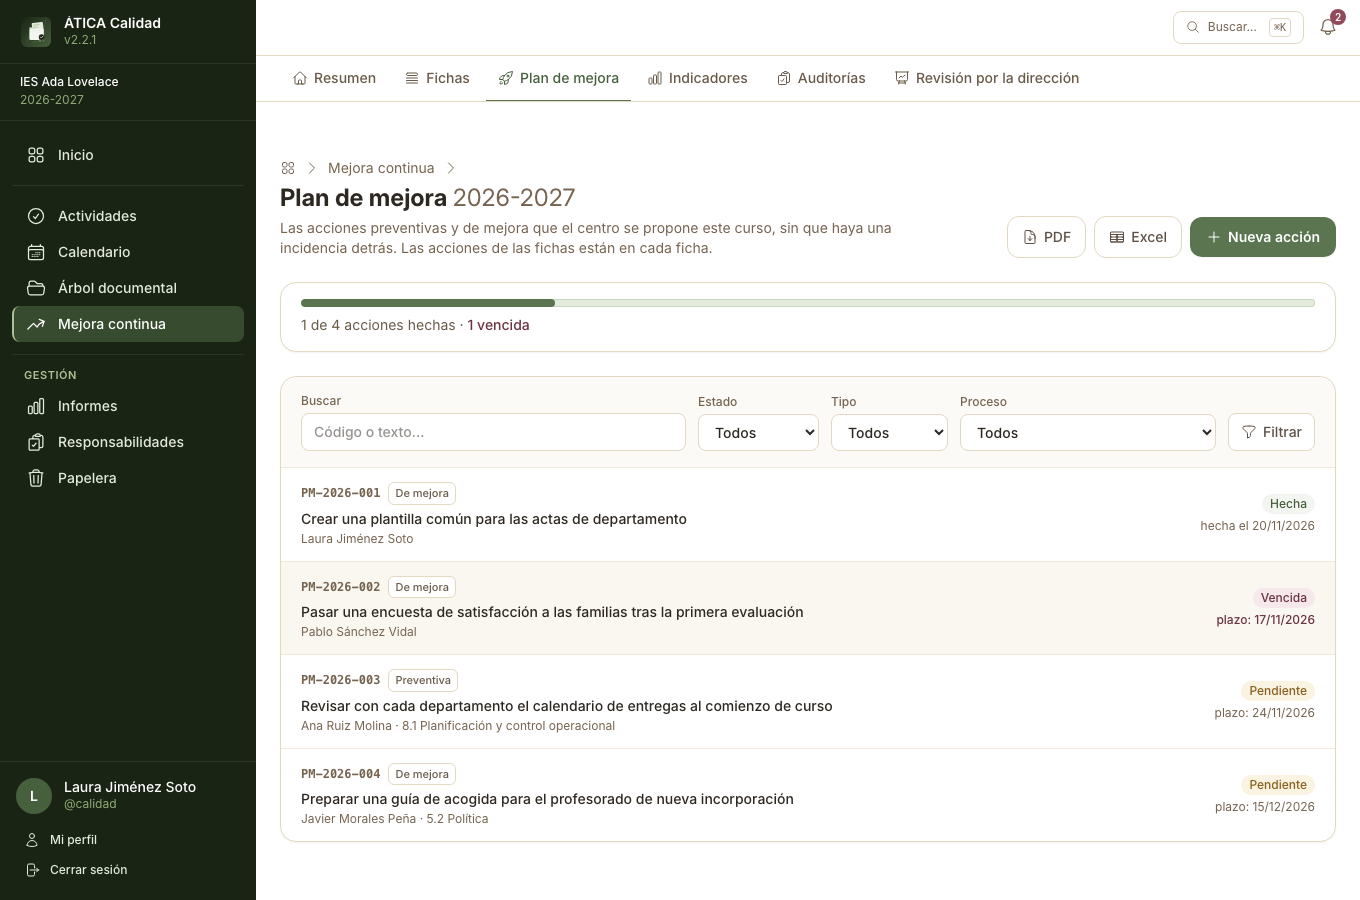 ÁTICA Calidad
v2.2.1
IES Ada Lovelace
2026-2027
Inicio
Actividades
Calendario
Árbol documental
Mejora continua
GESTIÓN
Informes
Responsabilidades
Papelera
L
Laura Jiménez Soto
@calidad
Mi perfil
Cerrar sesión
Buscar... ⌘K
2
Resumen
Fichas
Plan de mejora
Indicadores
Auditorías
Revisión por la dirección
Mejora continua
Plan de mejora 2026-2027
Las acciones preventivas y de mejora que el centro se propone este curso, sin que haya una
incidencia detrás. Las acciones de las fichas están en cada ficha.
PDF
Excel
Nueva acción
1 de 4 acciones hechas · 1 vencida
Buscar
Código o texto...
Estado
Todos
Tipo
Todos
Proceso
Todos
Filtrar
PM-2026-001 De mejora
Crear una plantilla común para las actas de departamento
Laura Jiménez Soto
Hecha
hecha el 20/11/2026
PM-2026-002 De mejora
Pasar una encuesta de satisfacción a las familias tras la primera evaluación
Pablo Sánchez Vidal
Vencida
plazo: 17/11/2026
PM-2026-003 Preventiva
Revisar con cada departamento el calendario de entregas al comienzo de curso
Ana Ruiz Molina · 8.1 Planificación y control operacional
Pendiente
plazo: 24/11/2026
PM-2026-004 De mejora
Preparar una guía de acogida para el profesorado de nueva incorporación
Javier Morales Peña · 5.2 Política
Pendiente
plazo: 15/12/2026